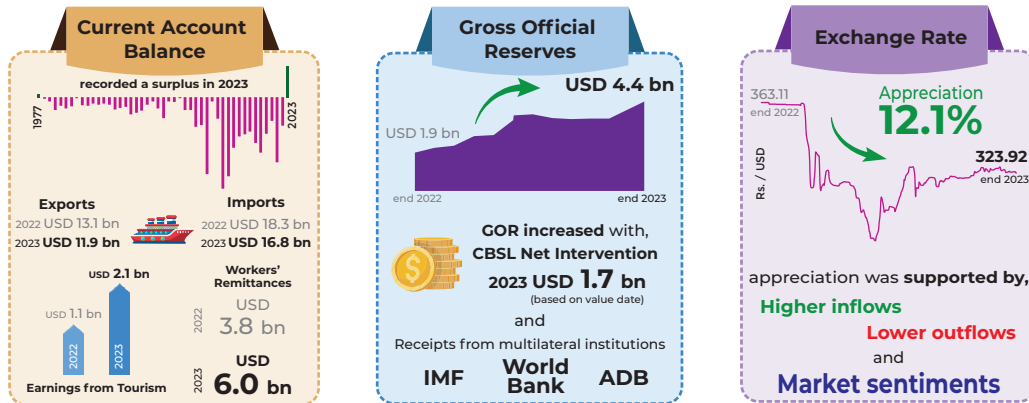 Current Account
Balance
recorded a surplus in 2023
1977
2023
Exports
2022 USD 13.1 bn
2023 USD 11.9 bn
Imports
2022 USD 18.3 bn
2023 USD 16.8 bn
USD 1.1 bn
2022
USD 2.1 bn
2023
Earnings from Tourism
Workers'
Remittances
2022
USD
3.8 bn
2023
USD
6.0 bn
Gross Official
Reserves
USD 1.9 bn
USD 4.4 bn
end 2022
end 2023
$
GOR increased with,
CBSL Net Intervention
2023 USD 1.7 bn
(based on value date)
and
Receipts from multilateral institutions
IMF
World
Bank
ADB
Exchange Rate
363.11
end 2022
Appreciation
12.1%
Rs. / USD
323.92
end 2023
appreciation was supported by,
Higher inflows
Lower outflows
and
Market sentiments